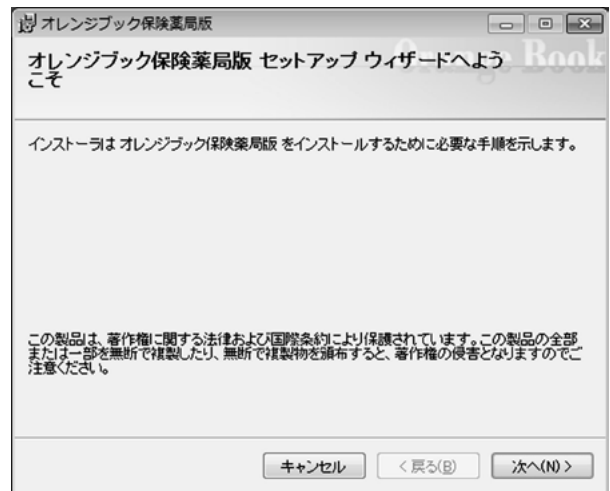 オレンジブック保険薬局版
Orange Book
オレンジブック保険薬局版 セットアップ ウィザードへよう
こそ
インストーラは オレンジブック保険薬局版 をインストールするために必要な手順を示します。
この製品は、著作権に関する法律および国際条約により保護されています。この製品の全部
または一部を無断で複製したり、無断で複製物を頒布すると、著作権の侵害となりますのでご
注意ください。
キャンセル
< 戻る(B)
次へ(N) >